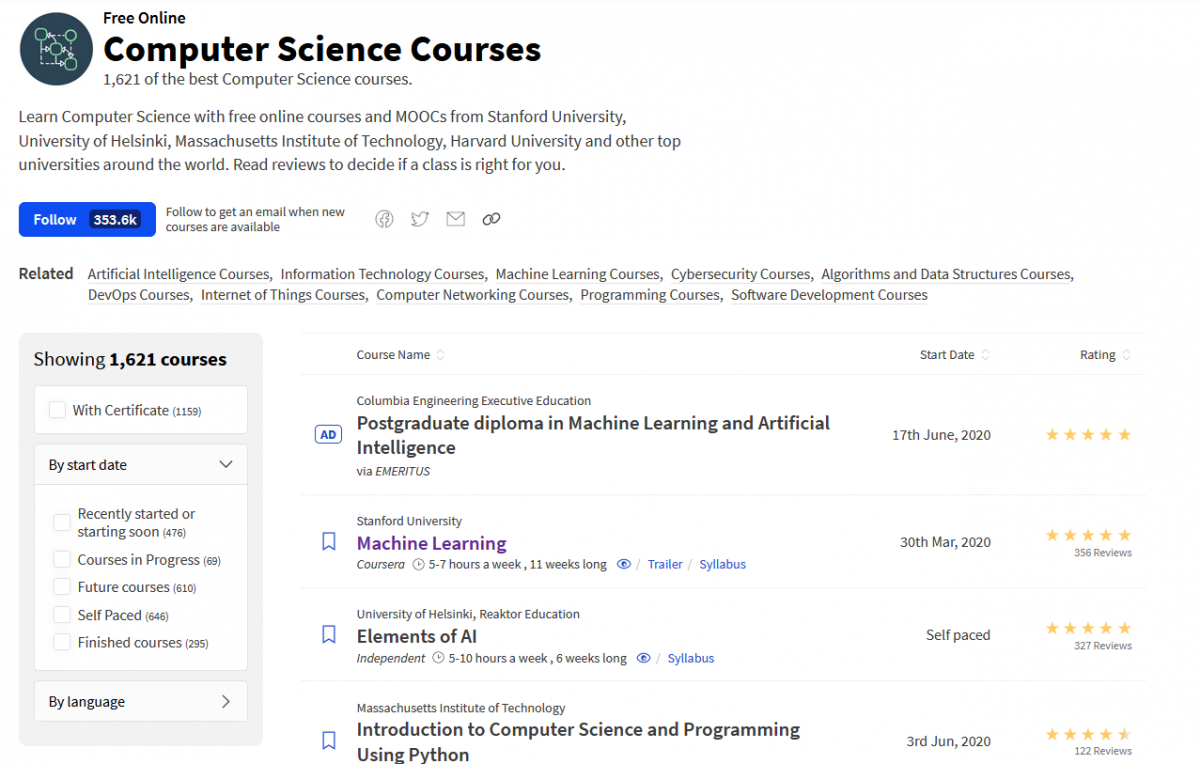 Free Online
Computer Science Courses
1,621 of the best Computer Science courses.
Learn Computer Science with free online courses and MOOCs from Stanford University,
University of Helsinki, Massachusetts Institute of Technology, Harvard University and other top
universities around the world. Read reviews to decide if a class is right for you.
Follow 353.6k
Follow to get an email when new
courses are available
Related Artificial Intelligence Courses, Information Technology Courses, Machine Learning Courses, Cybersecurity Courses, Algorithms and Data Structures Courses,
DevOps Courses, Internet of Things Courses, Computer Networking Courses, Programming Courses, Software Development Courses
Showing 1,621 courses
With Certificate (1159)
By start date
Recently started or
starting soon (476)
Courses in Progress (69)
Future courses (610)
Self Paced (646)
Finished courses (295)
By language
Course Name Start Date Rating
Columbia Engineering Executive Education
AD Postgraduate diploma in Machine Learning and Artificial
Intelligence
17th June, 2020
via EMERITUS
Stanford University
Machine Learning
30th Mar, 2020
356 Reviews
Coursera 5-7 hours a week , 11 weeks long / Trailer / Syllabus
University of Helsinki, Reaktor Education
Elements of AI
Self paced
327 Reviews
Independent 5-10 hours a week , 6 weeks long / Syllabus
Massachusetts Institute of Technology
Introduction to Computer Science and Programming
Using Python
3rd Jun, 2020
122 Reviews